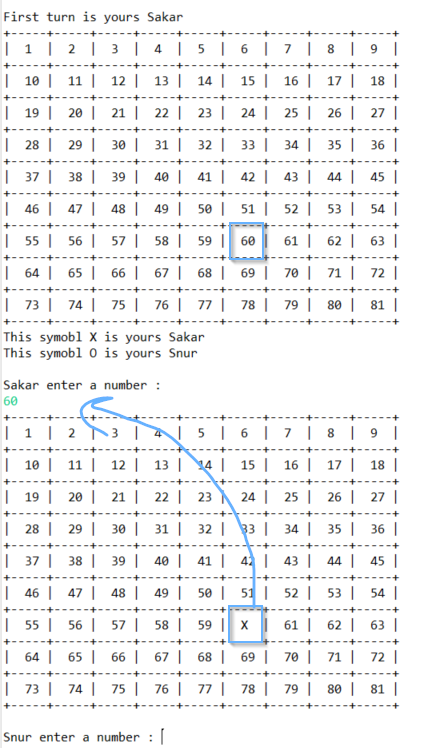 First turn is yours Sakar
+-----+-----+-----+-----+-----+-----+-----+-----+-----+
| 1 | 2 | 3 | 4 | 5 | 6 | 7 | 8 | 9 |
+-----+-----+-----+-----+-----+-----+-----+-----+-----+
| 10 | 11 | 12 | 13 | 14 | 15 | 16 | 17 | 18 |
+-----+-----+-----+-----+-----+-----+-----+-----+-----+
| 19 | 20 | 21 | 22 | 23 | 24 | 25 | 26 | 27 |
+-----+-----+-----+-----+-----+-----+-----+-----+-----+
| 28 | 29 | 30 | 31 | 32 | 33 | 34 | 35 | 36 |
+-----+-----+-----+-----+-----+-----+-----+-----+-----+
| 37 | 38 | 39 | 40 | 41 | 42 | 43 | 44 | 45 |
+-----+-----+-----+-----+-----+-----+-----+-----+-----+
| 46 | 47 | 48 | 49 | 50 | 51 | 52 | 53 | 54 |
+-----+-----+-----+-----+-----+-----+-----+-----+-----+
| 55 | 56 | 57 | 58 | 59 | 60 | 61 | 62 | 63 |
+-----+-----+-----+-----+-----+-----+-----+-----+-----+
| 64 | 65 | 66 | 67 | 68 | 69 | 70 | 71 | 72 |
+-----+-----+-----+-----+-----+-----+-----+-----+-----+
| 73 | 74 | 75 | 76 | 77 | 78 | 79 | 80 | 81 |
+-----+-----+-----+-----+-----+-----+-----+-----+-----+
This symobl X is yours Sakar
This symobl O is yours Snur
Sakar enter a number :
60
+-----+-----+-----+-----+-----+-----+-----+-----+-----+
| 1 | 2 | 3 | 4 | 5 | 6 | 7 | 8 | 9 |
+-----+-----+-----+-----+-----+-----+-----+-----+-----+
| 10 | 11 | 12 | 13 | 14 | 15 | 16 | 17 | 18 |
+-----+-----+-----+-----+-----+-----+-----+-----+-----+
| 19 | 20 | 21 | 22 | 23 | 24 | 25 | 26 | 27 |
+-----+-----+-----+-----+-----+-----+-----+-----+-----+
| 28 | 29 | 30 | 31 | 32 | 33 | 34 | 35 | 36 |
+-----+-----+-----+-----+-----+-----+-----+-----+-----+
| 37 | 38 | 39 | 40 | 41 | 42 | 43 | 44 | 45 |
+-----+-----+-----+-----+-----+-----+-----+-----+-----+
| 46 | 47 | 48 | 49 | 50 | 51 | 52 | 53 | 54 |
+-----+-----+-----+-----+-----+-----+-----+-----+-----+
| 55 | 56 | 57 | 58 | 59 | X | 61 | 62 | 63 |
+-----+-----+-----+-----+-----+-----+-----+-----+-----+
| 64 | 65 | 66 | 67 | 68 | 69 | 70 | 71 | 72 |
+-----+-----+-----+-----+-----+-----+-----+-----+-----+
| 73 | 74 | 75 | 76 | 77 | 78 | 79 | 80 | 81 |
+-----+-----+-----+-----+-----+-----+-----+-----+-----+
Snur enter a number :